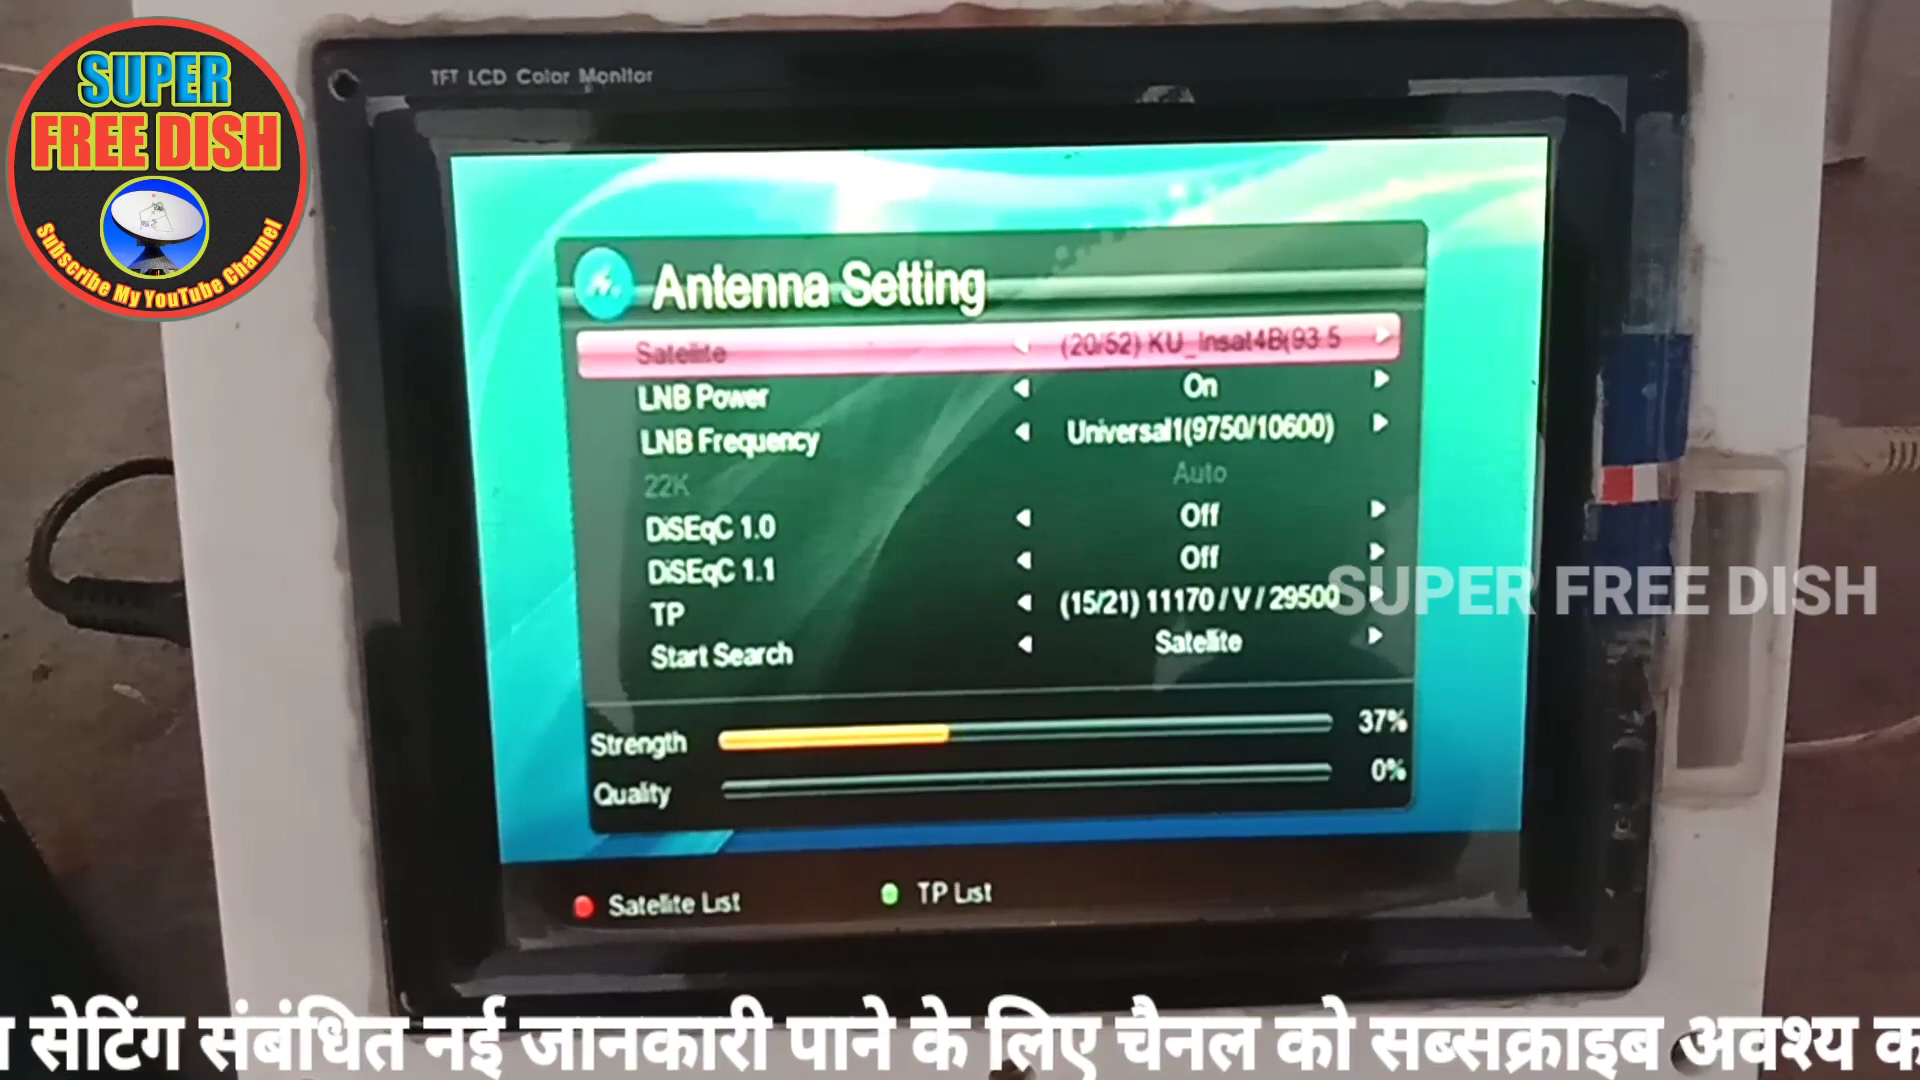 SUPER
FREE DISH
Subscribe My YouTube Channel
TFT LCD Color Monitor
Antenna Setting
Satellite (20/52) KU_Insat4B(93.5
LNB Power On
LNB Frequency Universal1(9750/10600)
22K Auto
DiSEqC 1.0 Off
DiSEqC 1.1 Off
TP (15/21) 11170 / V / 29500
SUPER FREE DISH
Start Search Satellite
Strength 37%
Quality 0%
Satellite List TP List
सेटिंग संबंधित नई जानकारी पाने के लिए चैनल को सब्सक्राइब अवश्य